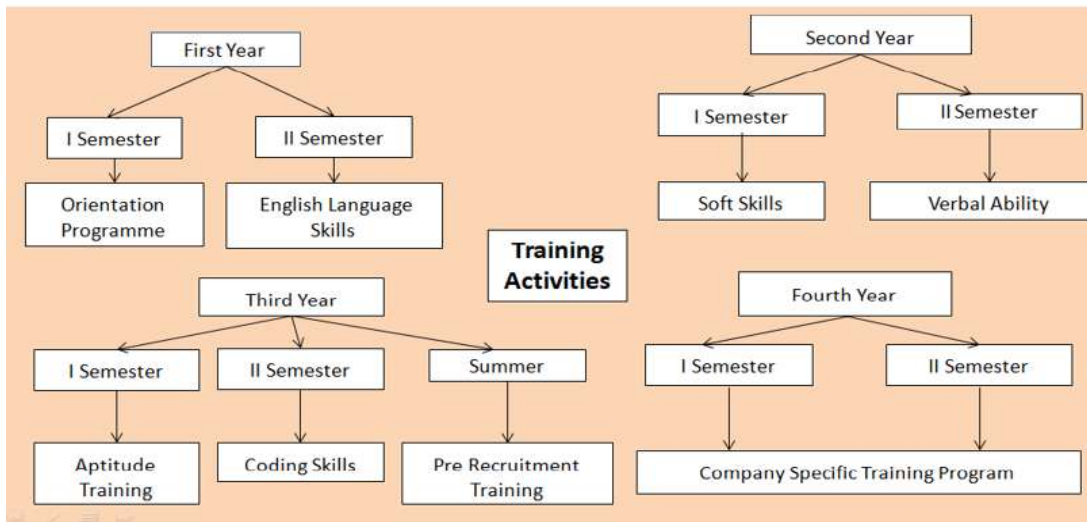 First Year
I Semester
II Semester
Orientation
Programme
English Language
Skills
Second Year
I Semester
II Semester
Soft Skills
Verbal Ability
Training
Activities
Third Year
I Semester
II Semester
Summer
Aptitude
Training
Coding Skills
Pre Recruitment
Training
Fourth Year
I Semester
II Semester
Company Specific Training Program